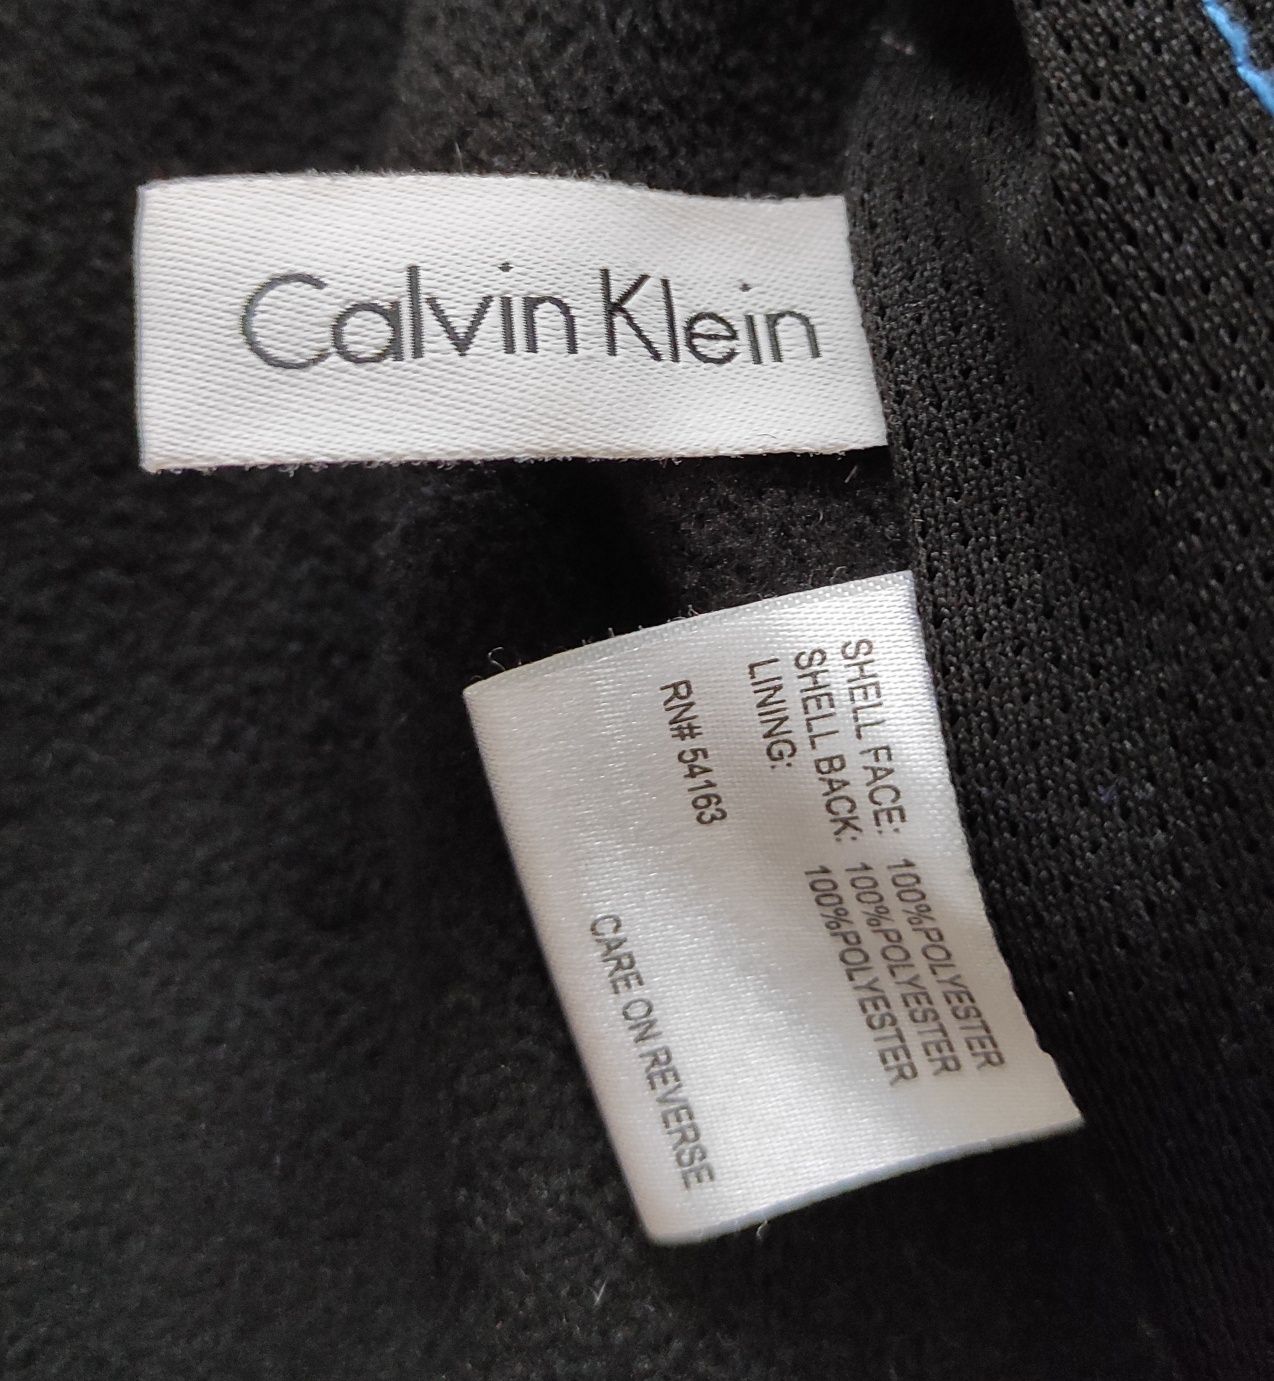 Calvin Klein
SHELL FACE: 100%POLYESTER
SHELL BACK: 100%POLYESTER
LINING: 100%POLYESTER
RN# 54163
CARE ON REVERSE